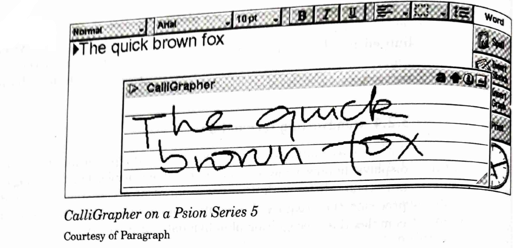 Normal Arial 10 pt B I U Word
▶The quick brown fox
CalliGrapher
The quick
brown fox
CalliGrapher on a Psion Series 5
Courtesy of Paragraph